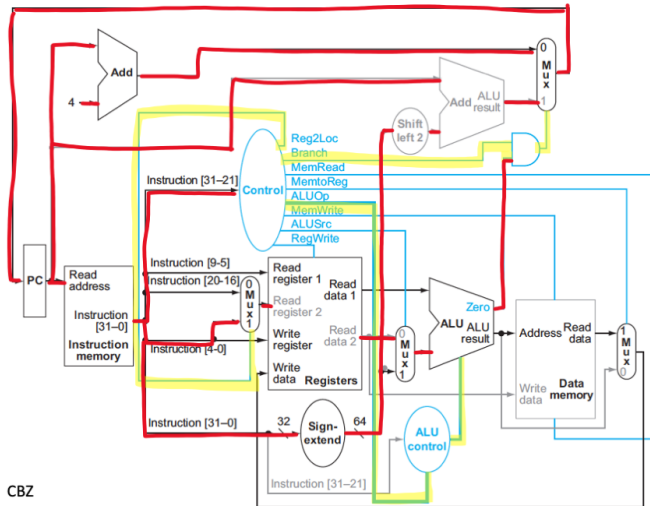 0
M
u
x
1
Add
4
Add
ALU
result
Shift
left 2
Reg2Loc
Branch
MemRead
MemtoReg
ALUOp
MemWrite
ALUSrc
RegWrite
Control
Instruction [31–21]
PC
Read
address
Instruction
[31–0]
Instruction
memory
Instruction [9-5]
Instruction [20-16]
Instruction [4-0]
0
M
u
x
1
Read
register 1
Read
register 2
Write
register
Write
data
Registers
Read
data 1
Read
data 2
0
M
u
x
1
Zero
ALU
ALU
result
Address
Read
data
Write
data
Data
memory
1
M
u
x
0
Instruction [31–0]
32
Sign-
extend
64
ALU
control
Instruction [31–21]
CBZ